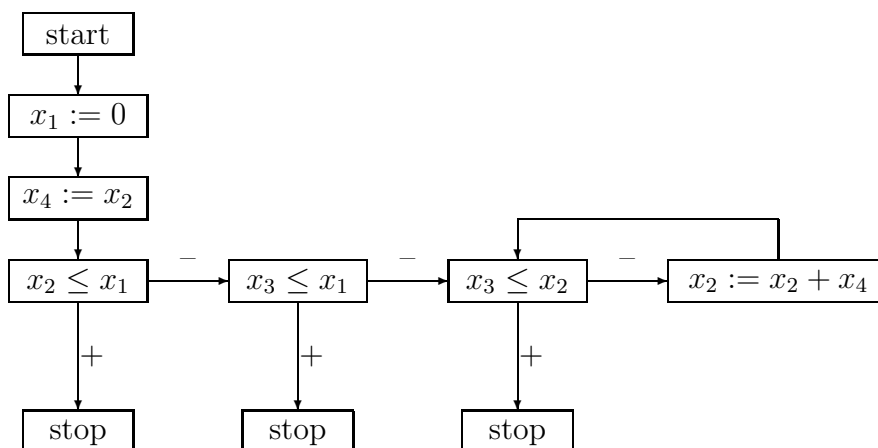 start
x₁ := 0
x₄ := x₂
x₂ ≤ x₁ – x₃ ≤ x₁ – x₃ ≤ x₂ – x₂ := x₂ + x₄
+ + +
stop stop stop